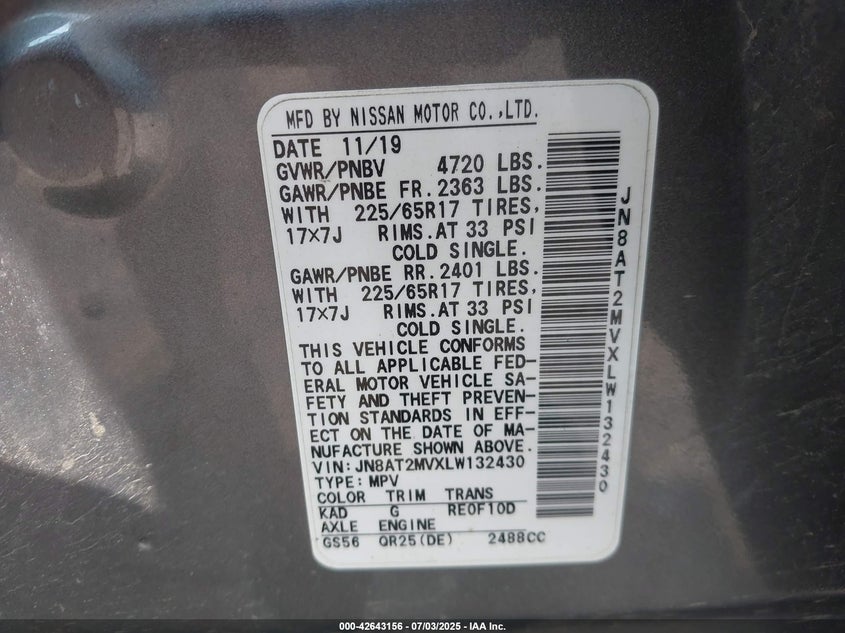 MFD BY NISSAN MOTOR CO.,LTD.
DATE 11/19
GVWR/PNBV 4720 LBS.
GAWR/PNBE FR.2363 LBS.
WITH 225/65R17 TIRES,
17×7J RIMS.AT 33 PSI
COLD SINGLE.
GAWR/PNBE RR.2401 LBS.
WITH 225/65R17 TIRES,
17×7J RIMS.AT 33 PSI
COLD SINGLE.
THIS VEHICLE CONFORMS
TO ALL APPLICABLE FED-
ERAL MOTOR VEHICLE SA-
FETY AND THEFT PREVEN-
TION STANDARDS IN EFF-
ECT ON THE DATE OF MA-
NUFACTURE SHOWN ABOVE.
VIN:JN8AT2MVXLW132430
TYPE:MPV
COLOR TRIM TRANS
KAD G RE0F10D
AXLE ENGINE
GS56 QR25(DE) 2488CC
JN8AT2MVXLW132430
000-42643156 - 07/03/2025 - IAA Inc.